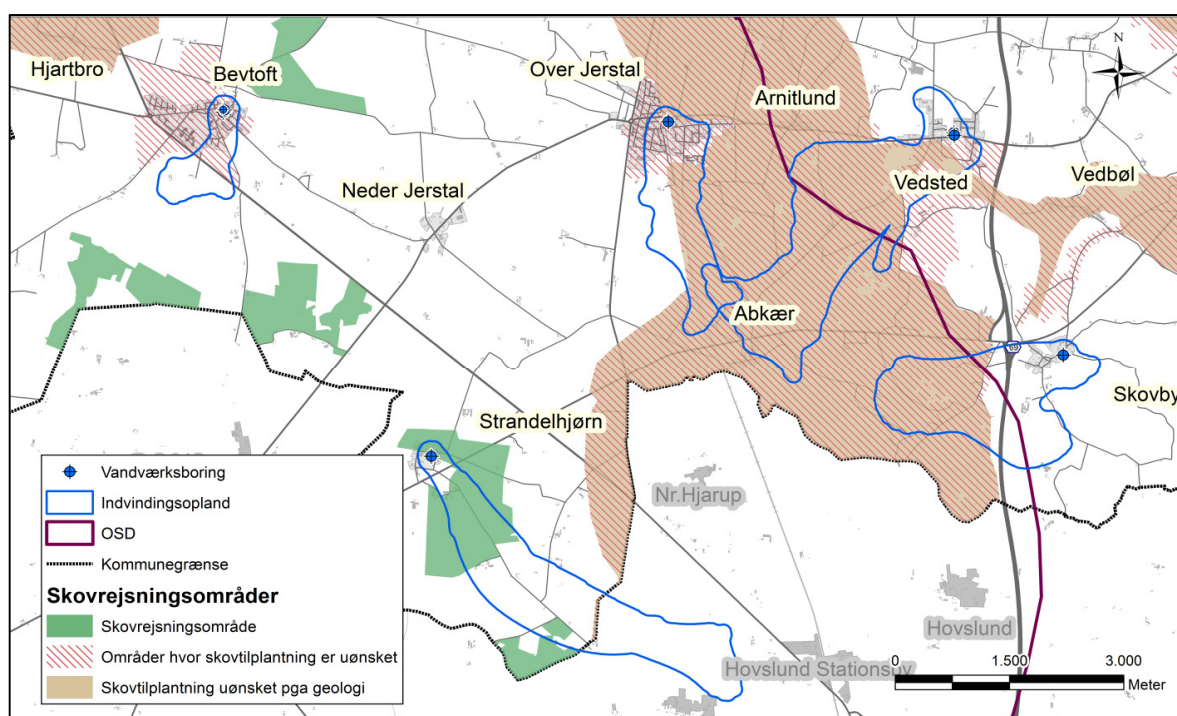 Hjartbro
Bevtoft
Over Jerstal
Arnitlund
N
Neder Jerstal
Vedsted
Vedbøl
Abkær
69
Skovby
Strandelhjørn
Nr.Hjarup
Hovslund
Hovslund Stationsby
Vandværksboring
Indvindingsopland
OSD
Kommunegrænse
Skovrejsningsområder
Skovrejsningsområde
Områder hvor skovtilplantning er uønsket
Skovtilplantning uønsket pga geologi
0 1.500 3.000
Meter